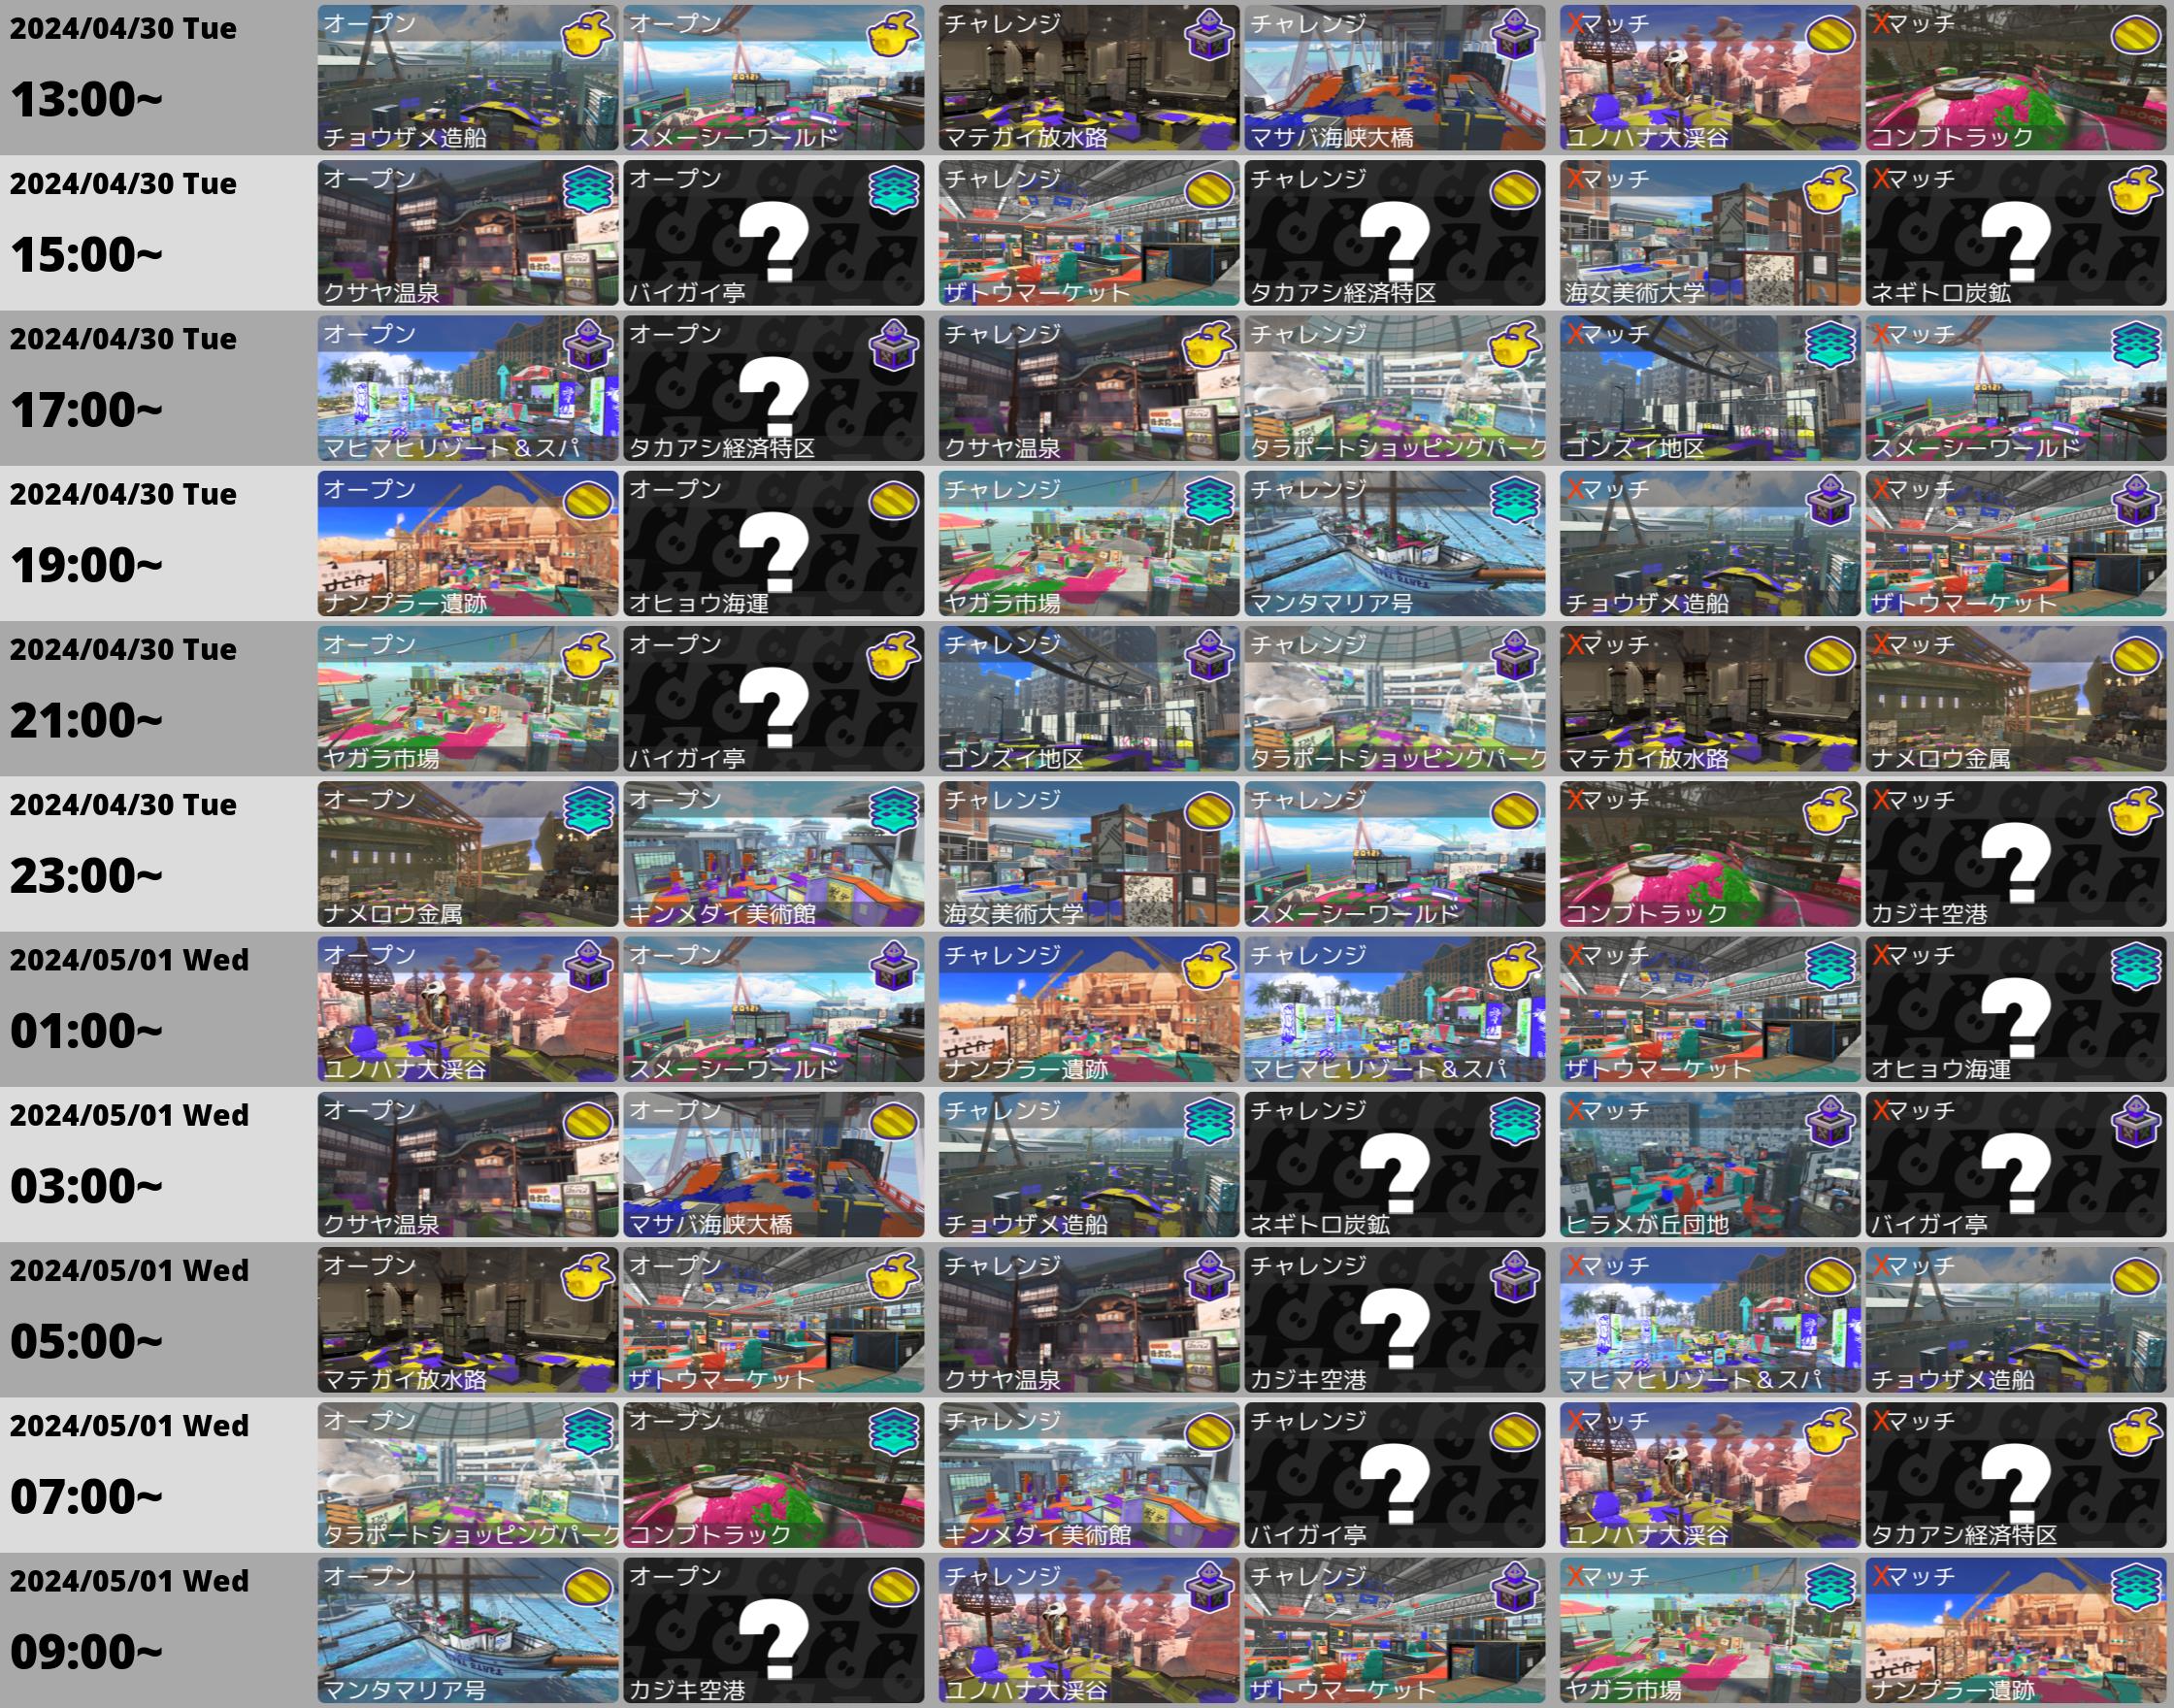 2024/04/30 Tue
13:00~
オープン
チョウザメ造船
オープン
スメーシーワールド
チャレンジ
マテガイ放水路
チャレンジ
マサバ海峡大橋
Xマッチ
ユノハナ大渓谷
Xマッチ
コンブトラック
2024/04/30 Tue
15:00~
オープン
クサヤ温泉
オープン
?
バイガイ亭
チャレンジ
ザトウマーケット
チャレンジ
?
タカアシ経済特区
Xマッチ
海女美術大学
Xマッチ
?
ネギトロ炭鉱
2024/04/30 Tue
17:00~
オープン
マヒマヒリゾート&スパ
オープン
?
タカアシ経済特区
チャレンジ
クサヤ温泉
チャレンジ
タラポートショッピングパーク
Xマッチ
ゴンズイ地区
Xマッチ
スメーシーワールド
2024/04/30 Tue
19:00~
オープン
ナンプラー遺跡
オープン
?
オヒョウ海運
チャレンジ
ヤガラ市場
チャレンジ
マンタマリア号
Xマッチ
チョウザメ造船
Xマッチ
ザトウマーケット
2024/04/30 Tue
21:00~
オープン
ヤガラ市場
オープン
?
バイガイ亭
チャレンジ
ゴンズイ地区
チャレンジ
タラポートショッピングパーク
Xマッチ
マテガイ放水路
Xマッチ
ナメロウ金属
2024/04/30 Tue
23:00~
オープン
ナメロウ金属
オープン
キンメダイ美術館
チャレンジ
海女美術大学
チャレンジ
スメーシーワールド
Xマッチ
コンブトラック
Xマッチ
?
カジキ空港
2024/05/01 Wed
01:00~
オープン
ユノハナ大渓谷
オープン
スメーシーワールド
チャレンジ
ナンプラー遺跡
チャレンジ
マヒマヒリゾート&スパ
Xマッチ
ザトウマーケット
Xマッチ
?
オヒョウ海運
2024/05/01 Wed
03:00~
オープン
クサヤ温泉
オープン
マサバ海峡大橋
チャレンジ
チョウザメ造船
チャレンジ
?
ネギトロ炭鉱
Xマッチ
ヒラメが丘団地
Xマッチ
?
バイガイ亭
2024/05/01 Wed
05:00~
オープン
マテガイ放水路
オープン
ザトウマーケット
チャレンジ
クサヤ温泉
チャレンジ
?
カジキ空港
Xマッチ
マヒマヒリゾート&スパ
Xマッチ
チョウザメ造船
2024/05/01 Wed
07:00~
オープン
タラポートショッピングパーク
オープン
コンブトラック
チャレンジ
キンメダイ美術館
チャレンジ
?
バイガイ亭
Xマッチ
ユノハナ大渓谷
Xマッチ
?
タカアシ経済特区
2024/05/01 Wed
09:00~
オープン
マンタマリア号
オープン
?
カジキ空港
チャレンジ
ユノハナ大渓谷
チャレンジ
ザトウマーケット
Xマッチ
ヤガラ市場
Xマッチ
ナンプラー遺跡